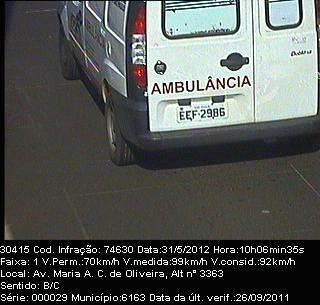 AMBULÂNCIA
EEF-2986
30415 Cod. Infração: 74630 Data:31/5/2012 Hora:10h06min35s
Faixa: 1 V.Perm.:70km/h V.medida:99km/h V.consid.:92km/h
Local: Av. Maria A. C. de Oliveira, Alt nº 3363
Sentido: B/C
Série: 000029 Município:6163 Data da últ. verif.:26/09/2011